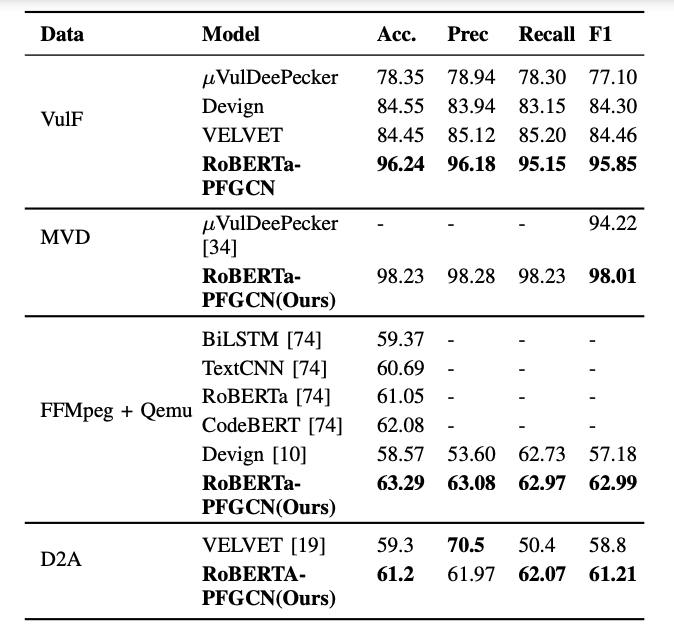 Data Model Acc. Prec Recall F1
VulF
μVulDeePecker 78.35 78.94 78.30 77.10
Devign 84.55 83.94 83.15 84.30
VELVET 84.45 85.12 85.20 84.46
RoBERTa- 96.24 96.18 95.15 95.85
PFGCN
MVD
μVulDeePecker - - - 94.22
[34]
RoBERTa- 98.23 98.28 98.23 98.01
PFGCN(Ours)
FFMpeg + Qemu
BiLSTM [74] 59.37 - - -
TextCNN [74] 60.69 - - -
RoBERTa [74] 61.05 - - -
CodeBERT [74] 62.08 - - -
Devign [10] 58.57 53.60 62.73 57.18
RoBERTa- 63.29 63.08 62.97 62.99
PFGCN(Ours)
D2A
VELVET [19] 59.3 70.5 50.4 58.8
RoBERTA- 61.2 61.97 62.07 61.21
PFGCN(Ours)